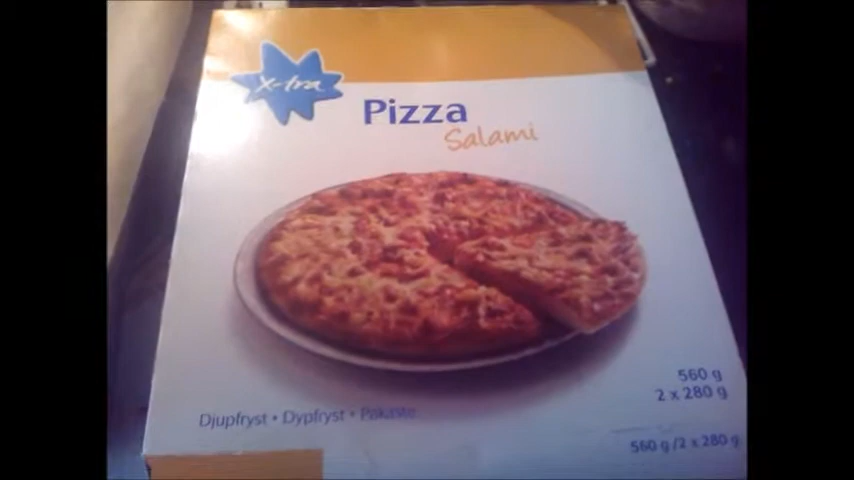 x-tra
Pizza
Salami
560 g
2 x 280 g
Djupfryst • Dypfryst • Pakaste
560 g /2 x 280 g